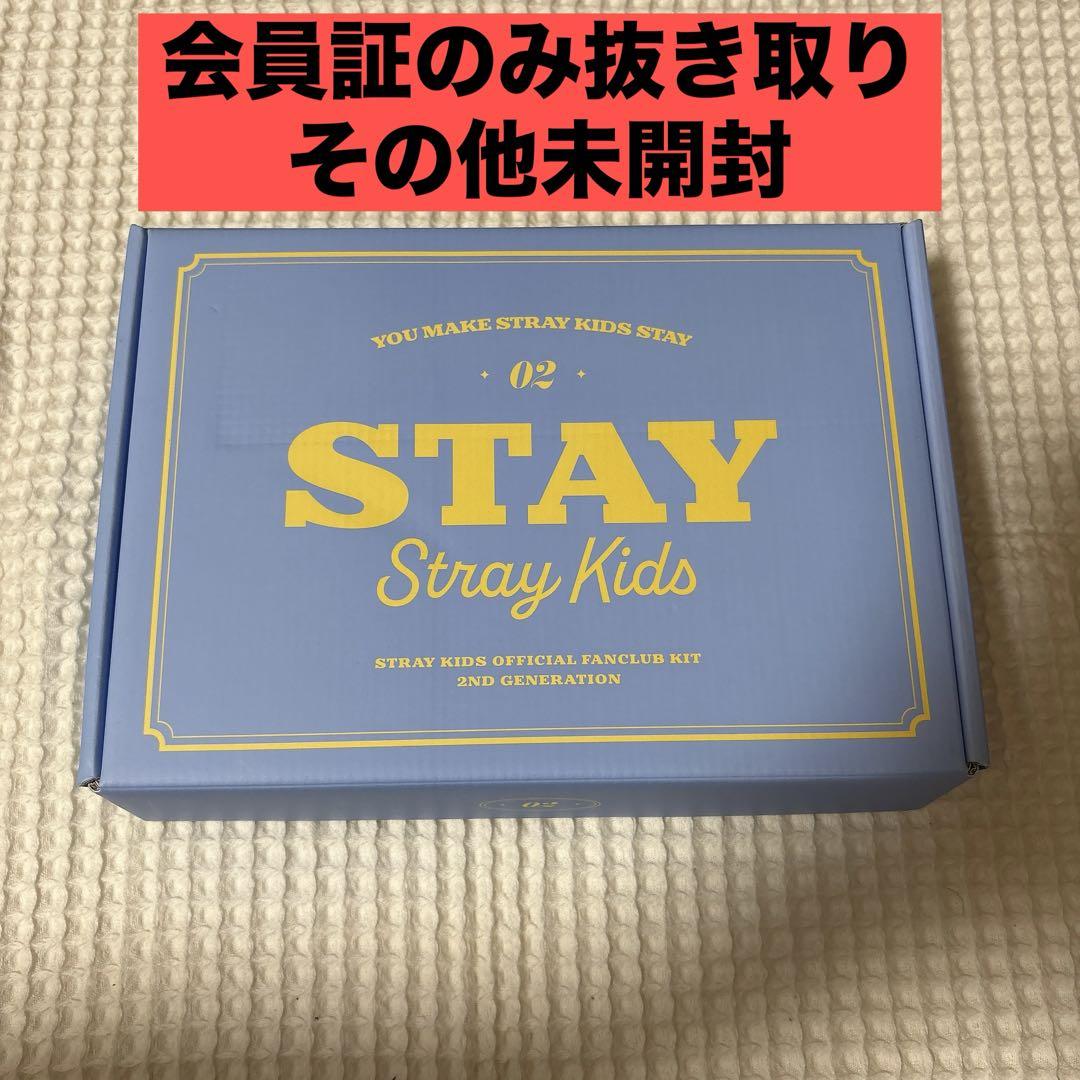 会員証のみ抜き取り
その他未開封
YOU MAKE STRAY KIDS STAY
02
STAY
Stray Kids
STRAY KIDS OFFICIAL FANCLUB KIT
2ND GENERATION
02